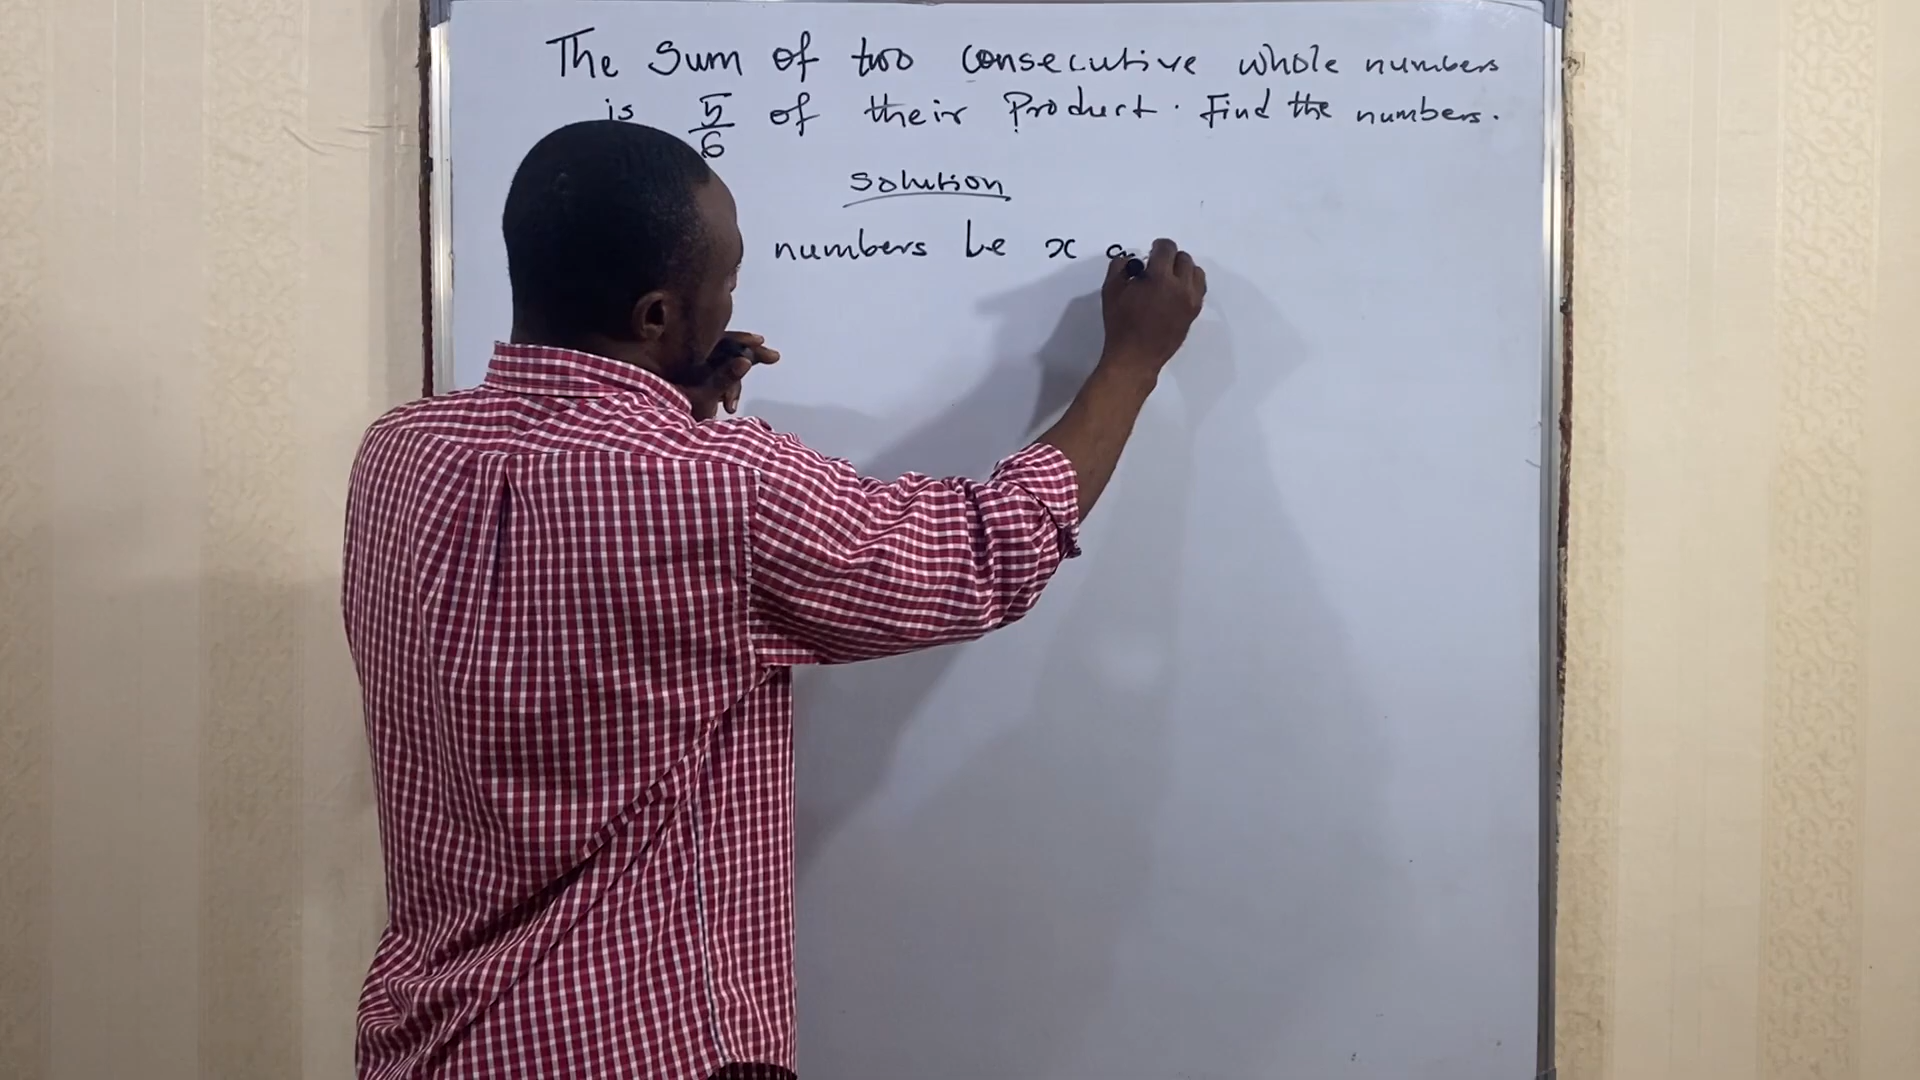 The Sum of two consecutive whole numbers
is 5/6 of their Product. Find the numbers.
Solution
numbers be x